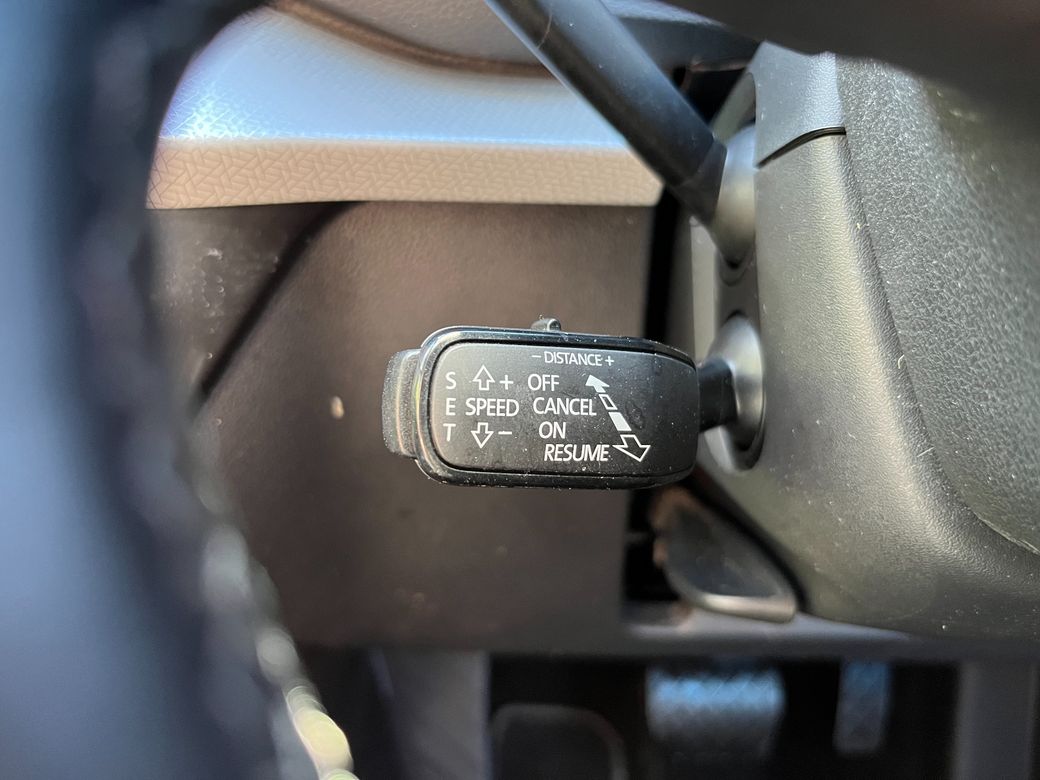 − DISTANCE +
S + OFF
E SPEED CANCEL
T − ON
RESUME